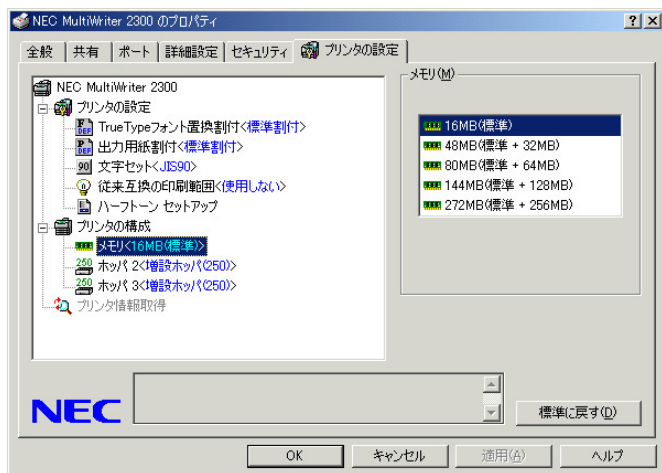 NEC MultiWriter 2300 のプロパティ
全般 共有 ポート 詳細設定 セキュリティ プリンタの設定
NEC MultiWriter 2300
プリンタの設定
TrueTypeフォント置換割付<標準割付>
出力用紙割付<標準割付>
文字セット<JIS90>
従来互換の印刷範囲<使用しない>
ハーフトーン セットアップ
プリンタの構成
メモリ<16MB(標準)>
ホッパ 2<増設ホッパ(250)>
ホッパ 3<増設ホッパ(250)>
プリンタ情報取得
メモリ(M)
16MB(標準)
48MB(標準 + 32MB)
80MB(標準 + 64MB)
144MB(標準 + 128MB)
272MB(標準 + 256MB)
NEC
標準に戻す(D)
OK キャンセル 適用(A) ヘルプ